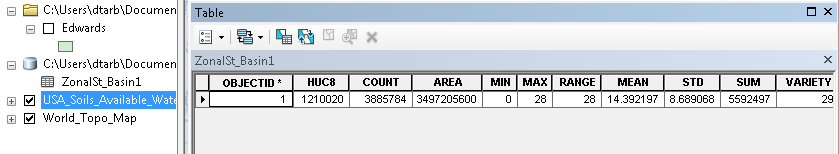 C:\Users\dtarb\Documen
Edwards
C:\Users\dtarb\Documen
ZonalSt_Basin1
USA_Soils_Available_Wate
World_Topo_Map
Table
ZonalSt_Basin1
OBJECTID * HUC8 COUNT AREA MIN MAX RANGE MEAN STD SUM VARIETY
1 1210020 3885784 3497205600 0 28 28 14.392197 8.689068 5592497 29